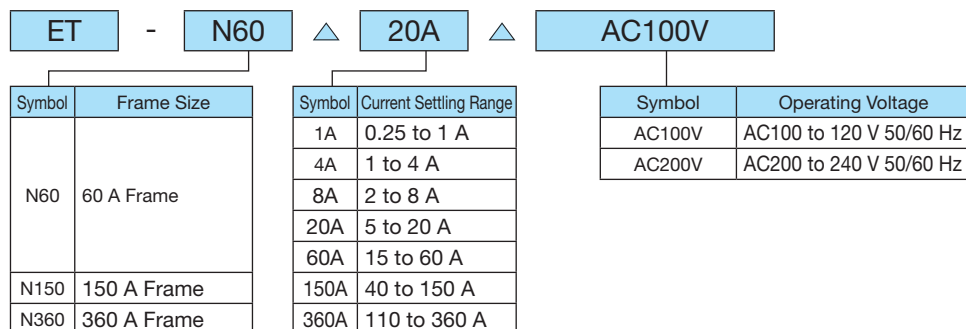 ET - N60 △ 20A △ AC100V
Symbol Frame Size
N60 60 A Frame
N150 150 A Frame
N360 360 A Frame
Symbol Current Settling Range
1A 0.25 to 1 A
4A 1 to 4 A
8A 2 to 8 A
20A 5 to 20 A
60A 15 to 60 A
150A 40 to 150 A
360A 110 to 360 A
Symbol Operating Voltage
AC100V AC100 to 120 V 50/60 Hz
AC200V AC200 to 240 V 50/60 Hz